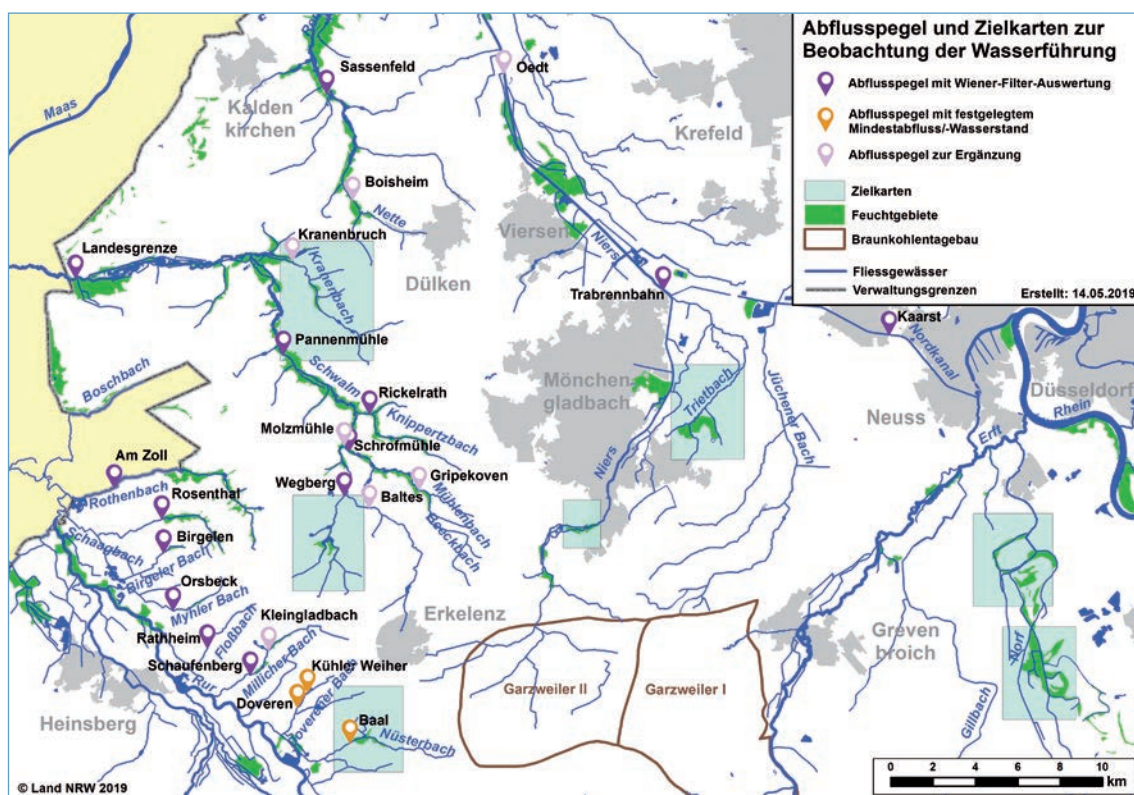 Abflusspegel und Zielkarten zur
Beobachtung der Wasserführung
Abflusspegel mit Wiener-Filter-Auswertung
Abflusspegel mit festgelegtem
Mindestabfluss/-Wasserstand
Abflusspegel zur Ergänzung
Zielkarten
Feuchtgebiete
Braunkohlentagebau
Fliessgewässer
Verwaltungsgrenzen
Erstellt: 14.05.2019
Maas
Sassenfeld
Kalden
kirchen
Oedt
Krefeld
Boisheim
Nette
Viersen
Niers
Landesgrenze
Kranenbruch
Kranenbach
Dülken
Trabrennbahn
Kaarst
Nordkanal
Pannenmühle
Boschbach
Schwalm
Rickelrath
Knippertzbach
Mönchen
gladbach
Trietbach
Jüchener Bach
Neuss
Düsseldorf
Rhein
Erft
Molzmühle
Schrofmühle
Niers
Am Zoll
Rothenbach
Rosenthal
Wegberg
Baltes
Gripekoven
Mühlenbach
Beeckbach
Schaagbach
Birgelen
Birgeler Bach
Orsbeck
Myhler Bach
Rathheim
Floßbach
Kleingladbach
Erkelenz
Schaufenberg
Millicher Bach
Rur
Kühler Weiher
Doveren
Doverener Bach
Heinsberg
Baal
Nüsterbach
Garzweiler II
Garzweiler I
Greven
broich
Gillbach
Norf
0 2 4 6 8 10
km
© Land NRW 2019